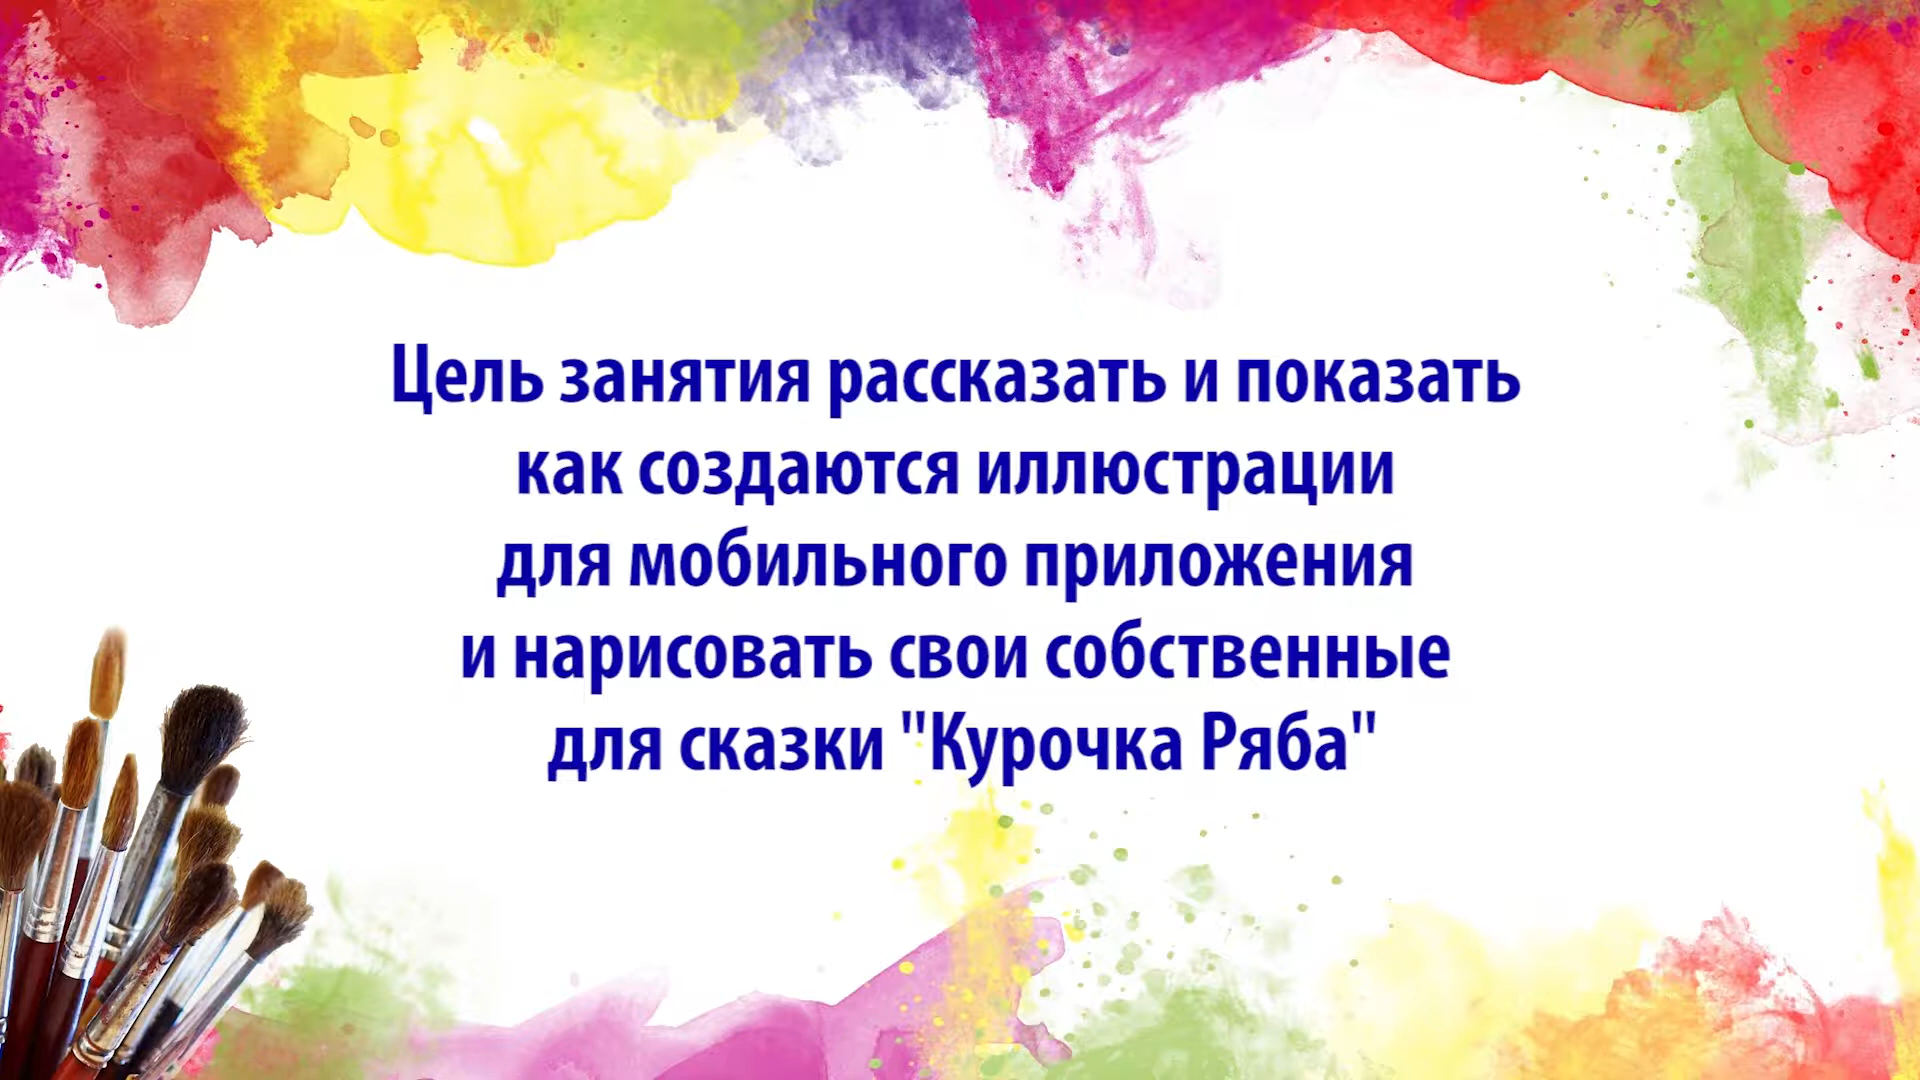 Цель занятия рассказать и показать
как создаются иллюстрации
для мобильного приложения
и нарисовать свои собственные
для сказки "Курочка Ряба"